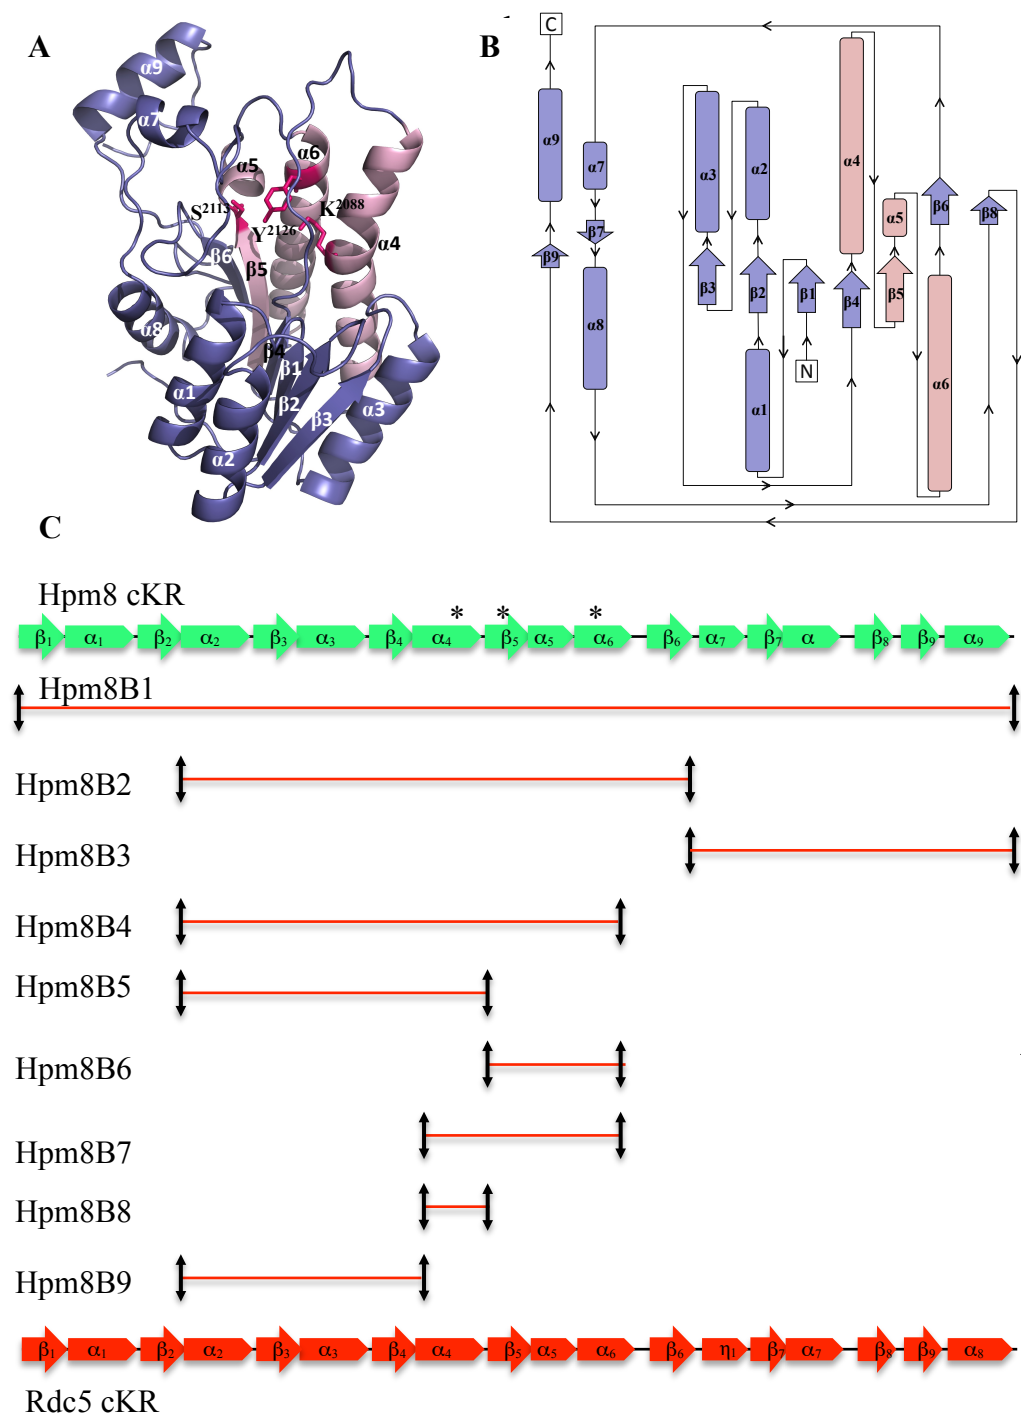 A
α9
α7
α5
α6
S2113
K2088
Y2126
α4
β6
β5
α8
β4
β1
α1
β2
α3
β3
α2
B
C
α9
α7
α3
α2
α4
α5
β6
β8
β7
β9
β3
β2
β1
β4
β5
α8
α1
N
α6
C
Hpm8 cKR
* * *
β1 α1 β2 α2 β3 α3 β4 α4 β5 α5 α6 β6 α7 β7 α β8 β9 α9
Hpm8B1
Hpm8B2
Hpm8B3
Hpm8B4
Hpm8B5
Hpm8B6
Hpm8B7
Hpm8B8
Hpm8B9
β1 α1 β2 α2 β3 α3 β4 α4 β5 α5 α6 β6 η1 β7 α7 β8 β9 α8
Rdc5 cKR